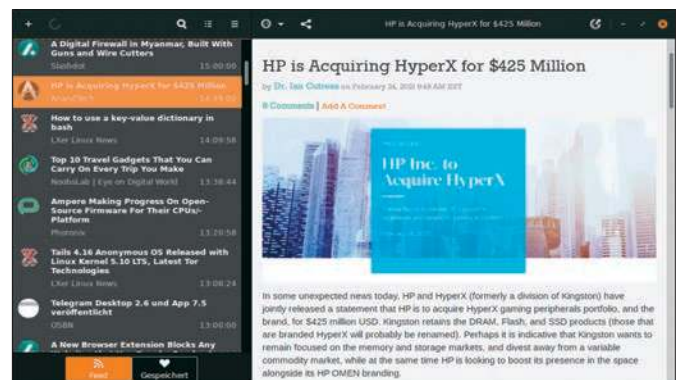 HP is Acquiring HyperX for $425 Million
A Digital Firewall in Myanmar, Built With
Guns and Wire Cutters
Slashdot 15:00:00
HP is Acquiring HyperX for $425 Million
AnandTech
How to use a key-value dictionary in
bash
LXer Linux News 14:09:58
Top 10 Travel Gadgets That You Can
Carry On Every Trip You Make
NoobsLab | Eye on Digital World 13:38:44
Ampere Making Progress On Open-
Source Firmware For Their CPUs/-
Platform
Phoronix 13:20:58
Tails 4.16 Anonymous OS Released with
Linux Kernel 5.10 LTS, Latest Tor
Technologies
LXer Linux News 13:08:24
Telegram Desktop 2.6 und App 7.5
veröffentlicht
OSBN 13:00:00
A New Browser Extension Blocks Any
Feed
Gespeichert
HP is Acquiring HyperX for $425 Million
by Dr. Ian Cutress on February 24, 2021 9:48 AM EST
0 Comments | Add A Comment
HP Inc. to
Acquire HyperX
In some unexpected news today, HP and HyperX (formerly a division of Kingston) have
jointly released a statement that HP is to acquire HyperX gaming peripherals portfolio, and the
brand, for $425 million USD. Kingston retains the DRAM, Flash, and SSD products (those that
are branded HyperX will probably be renamed). Perhaps it is indicative that Kingston wants to
remain focused on the memory and storage markets, and divest away from a variable
commodity market, while at the same time HP is looking to boost its presence in the space
alongside its HP OMEN branding.